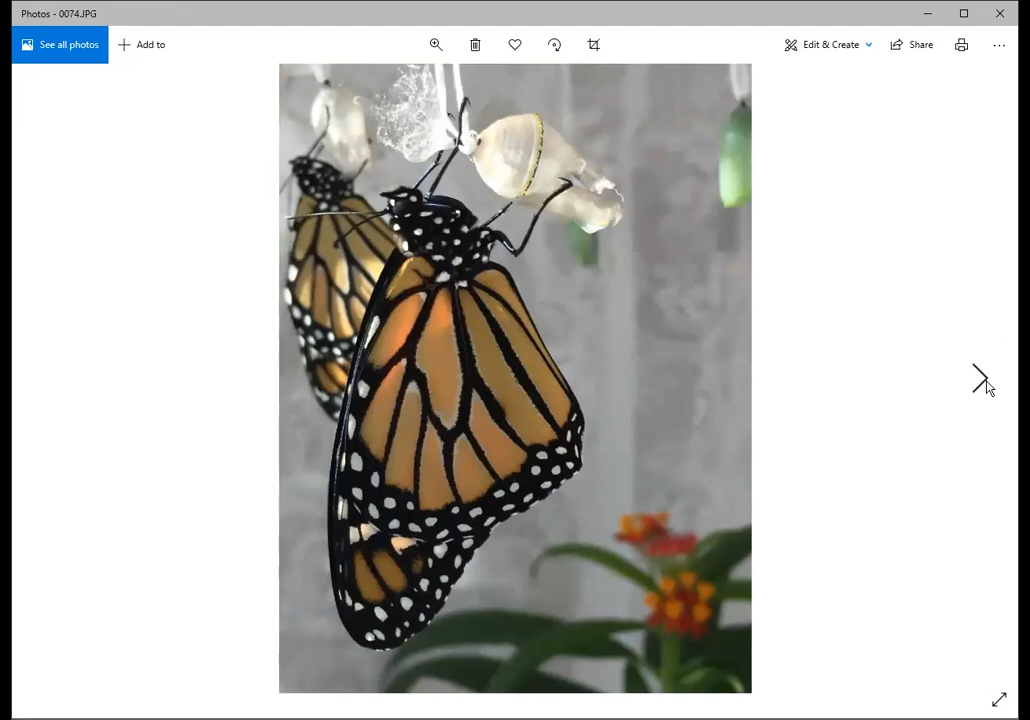 Photos - 0074.JPG
See all photos
Add to
Edit & Create
Share